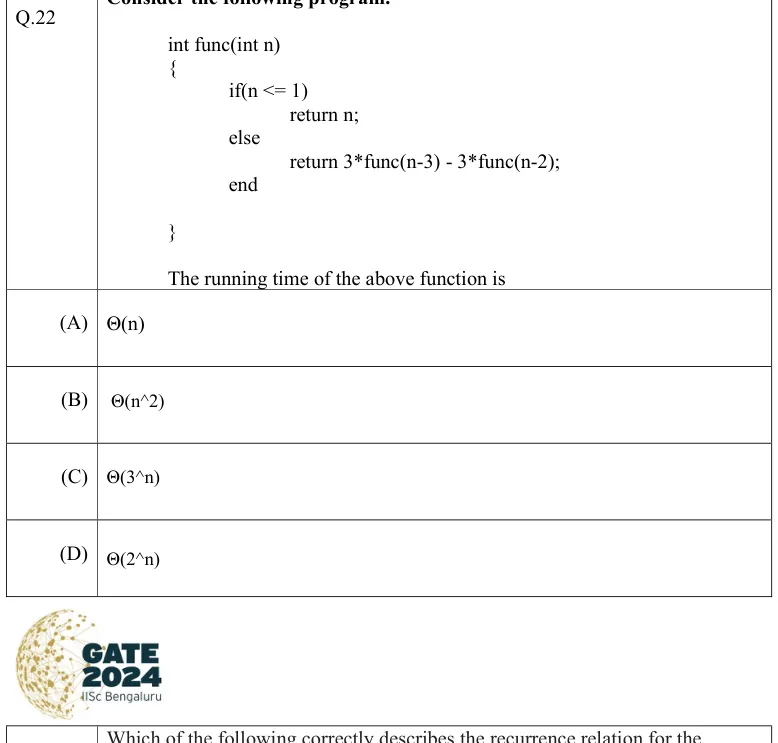 Q.22
Consider the following program:
int func(int n)
{
if(n <= 1)
return n;
else
return 3*func(n-3) - 3*func(n-2);
end
}
The running time of the above function is
(A) Θ(n)
(B) Θ(n^2)
(C) Θ(3^n)
(D) Θ(2^n)
GATE
2024
IISc Bengaluru
Which of the following correctly describes the recurrence relation for the